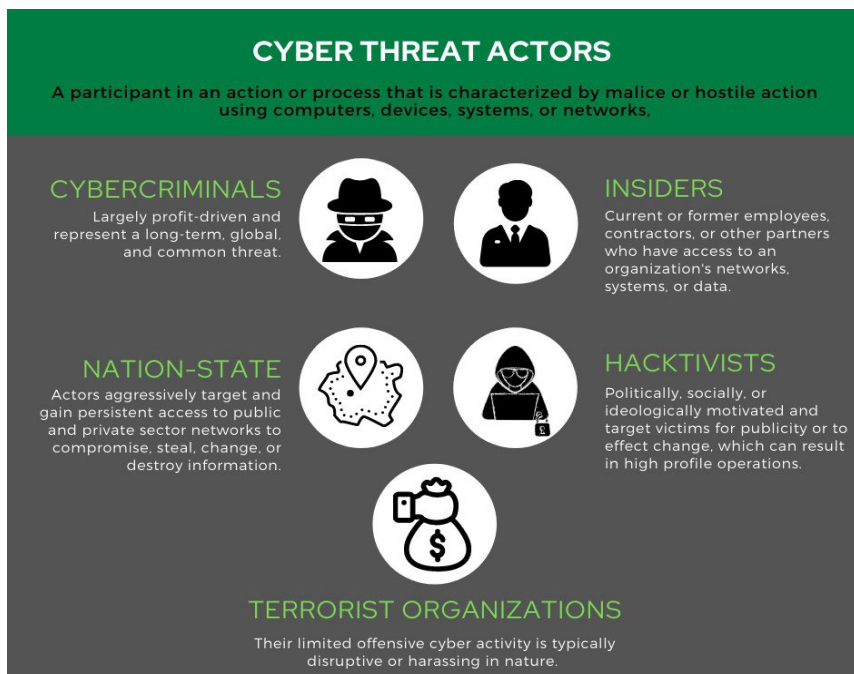 CYBER THREAT ACTORS
A participant in an action or process that is characterized by malice or hostile action
using computers, devices, systems, or networks,
CYBERCRIMINALS
Largely profit-driven and
represent a long-term, global,
and common threat.
INSIDERS
Current or former employees,
contractors, or other partners
who have access to an
organization's networks,
systems, or data.
NATION-STATE
Actors aggressively target and
gain persistent access to public
and private sector networks to
compromise, steal, change, or
destroy information.
HACKTIVISTS
Politically, socially, or
ideologically motivated and
target victims for publicity or to
effect change, which can result
in high profile operations.
$
TERRORIST ORGANIZATIONS
Their limited offensive cyber activity is typically
disruptive or harassing in nature.